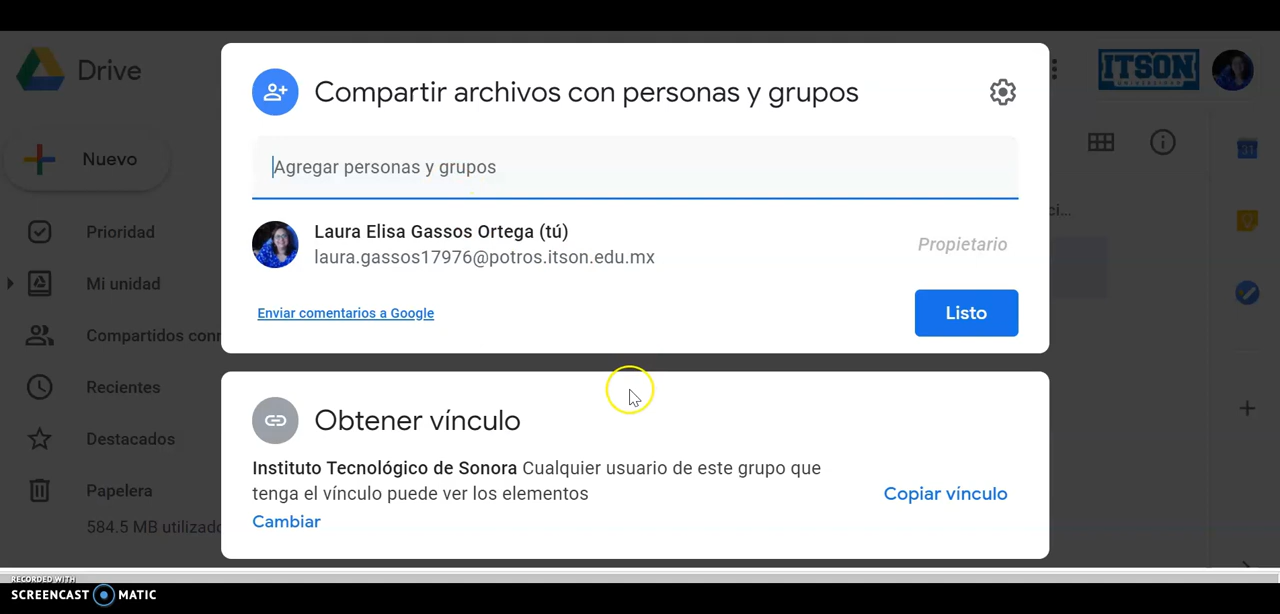 Drive
Compartir archivos con personas y grupos
ITSON
Nuevo
Agregar personas y grupos
31
Prioridad
Laura Elisa Gassos Ortega (tú)
laura.gassos17976@potros.itson.edu.mx
Propietario
Mi unidad
Enviar comentarios a Google
Listo
Compartidos con
Recientes
Obtener vínculo
Destacados
Instituto Tecnológico de Sonora Cualquier usuario de este grupo que
tenga el vínculo puede ver los elementos
Copiar vínculo
Papelera
Cambiar
584.5 MB utilizado
RECORDED WITH
SCREENCAST MATIC